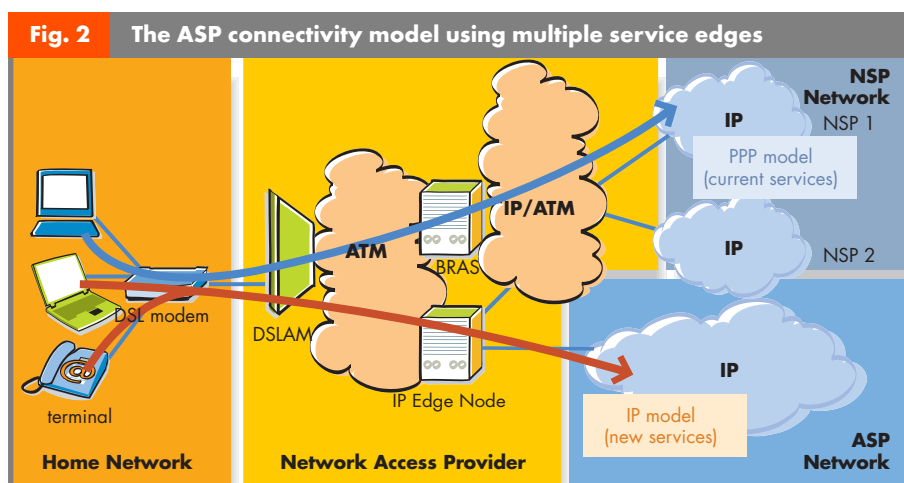 Fig. 2 The ASP connectivity model using multiple service edges
NSP
Network
IP
NSP 1
PPP model
(current services)
IP/ATM
ATM
BRAS
IP
NSP 2
DSL modem
DSLAM
@
IP
IP Edge Node
terminal
IP model
(new services)
Home Network
Network Access Provider
ASP
Network